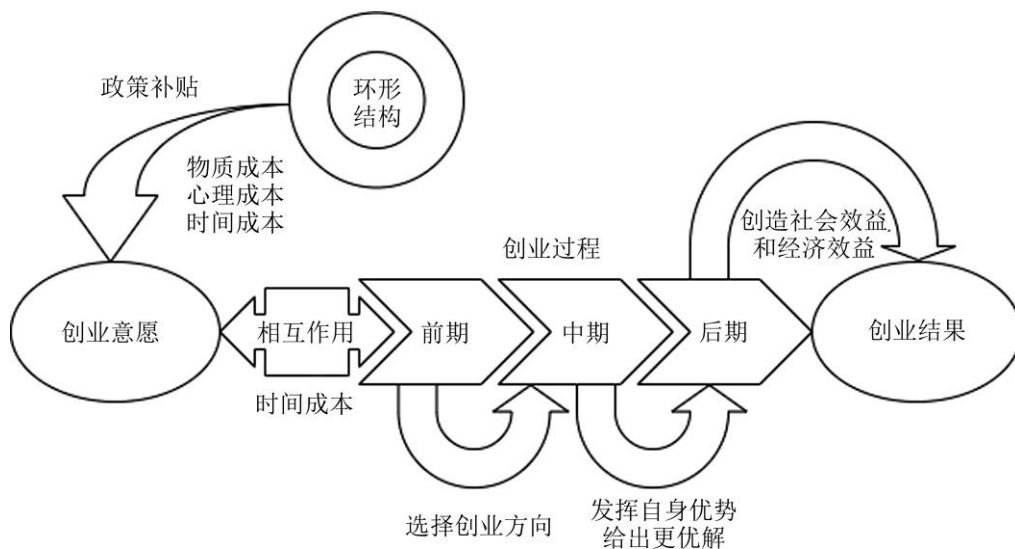 政策补贴
环形
结构
物质成本
心理成本
时间成本
创造社会效益
和经济效益
创业过程
创业意愿
相互作用
前期
中期
后期
创业结果
时间成本
选择创业方向
发挥自身优势
给出更优解